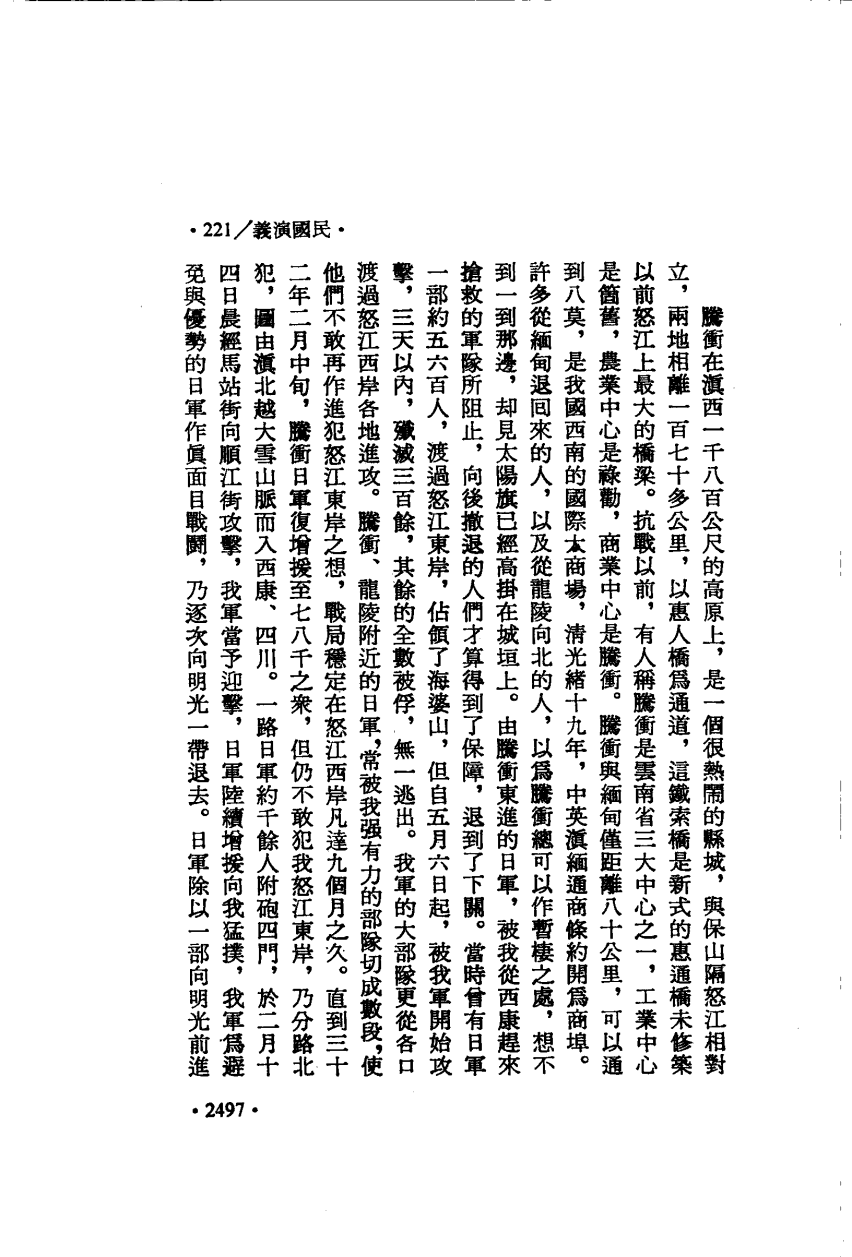 ・221／義演國民・
騰衝在滇西一千八百公尺的高原上，是一個很熱鬧的縣城，與保山隔怒江相對
立，兩地相離一百七十多公里，以惠人橋爲通道，這鐵索橋是新式的惠通橋未修築
以前怒江上最大的橋梁。抗戰以前，有人稱騰衝是雲南省三大中心之一，工業中心
是箇舊，農業中心是祿勸，商業中心是騰衝。騰衝與緬甸僅距離八十公里，可以通
到八莫，是我國西南的國際大商場，清光緒十九年，中英滇緬通商條約開爲商埠。
許多從緬甸退回來的人，以及從龍陵向北的人，以爲騰衝總可以作暫棲之處，想不
到一到那邊，却見太陽旗已經高掛在城垣上。由騰衝東進的日軍，被我從西康趕來
搶救的軍隊所阻止，向後撤退的人們才算得到了保障，退到了下關。當時曾有日軍
一部約五六百人，渡過怒江東岸，佔領了海婆山，但自五月六日起，被我軍開始攻
擊，三天以內，殲滅三百餘，其餘的全數被俘，無一逃出。我軍的大部隊更從各口
渡過怒江西岸各地進攻。騰衝、龍陵附近的日軍，常被我强有力的部隊切成數段，使
他們不敢再作進犯怒江東岸之想，戰局穩定在怒江西岸凡達九個月之久。直到三十
二年二月中旬，騰衝日軍復增援至七八千之衆，但仍不敢犯我怒江東岸，乃分路北
犯，圖由滇北越大雪山脈而入西康、四川。一路日軍約千餘人附砲四門，於二月十
四日晨經馬站街向順江街攻擊，我軍當予迎擊，日軍陸續增援向我猛撲，我軍爲避
免與優勢的日軍作眞面目戰鬪，乃逐次向明光一帶退去。日軍除以一部向明光前進
・2497・